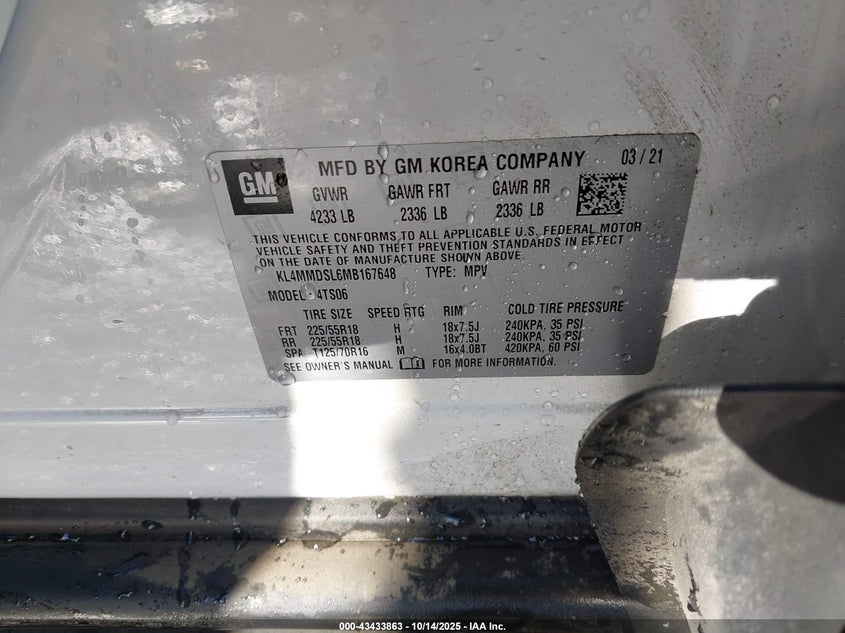 GM
MFD BY GM KOREA COMPANY 03 / 21
GVWR GAWR FRT GAWR RR
4233 LB 2336 LB 2336 LB
THIS VEHICLE CONFORMS TO ALL APPLICABLE U.S. FEDERAL MOTOR
VEHICLE SAFETY AND THEFT PREVENTION STANDARDS IN EFFECT
ON THE DATE OF MANUFACTURE SHOWN ABOVE.
KL4MMDSL6MB167648 TYPE: MPV
MODEL - 4TS06
TIRE SIZE SPEED RTG RIM COLD TIRE PRESSURE
FRT 225/55R18 H 18x7.5J 240KPA, 35 PSI
RR 225/55R18 H 18x7.5J 240KPA, 35 PSI
SPA T125/70R16 M 16x4.0BT 420KPA, 60 PSI
SEE OWNER'S MANUAL FOR MORE INFORMATION.
000-43433863 - 10/14/2025 - IAA Inc.